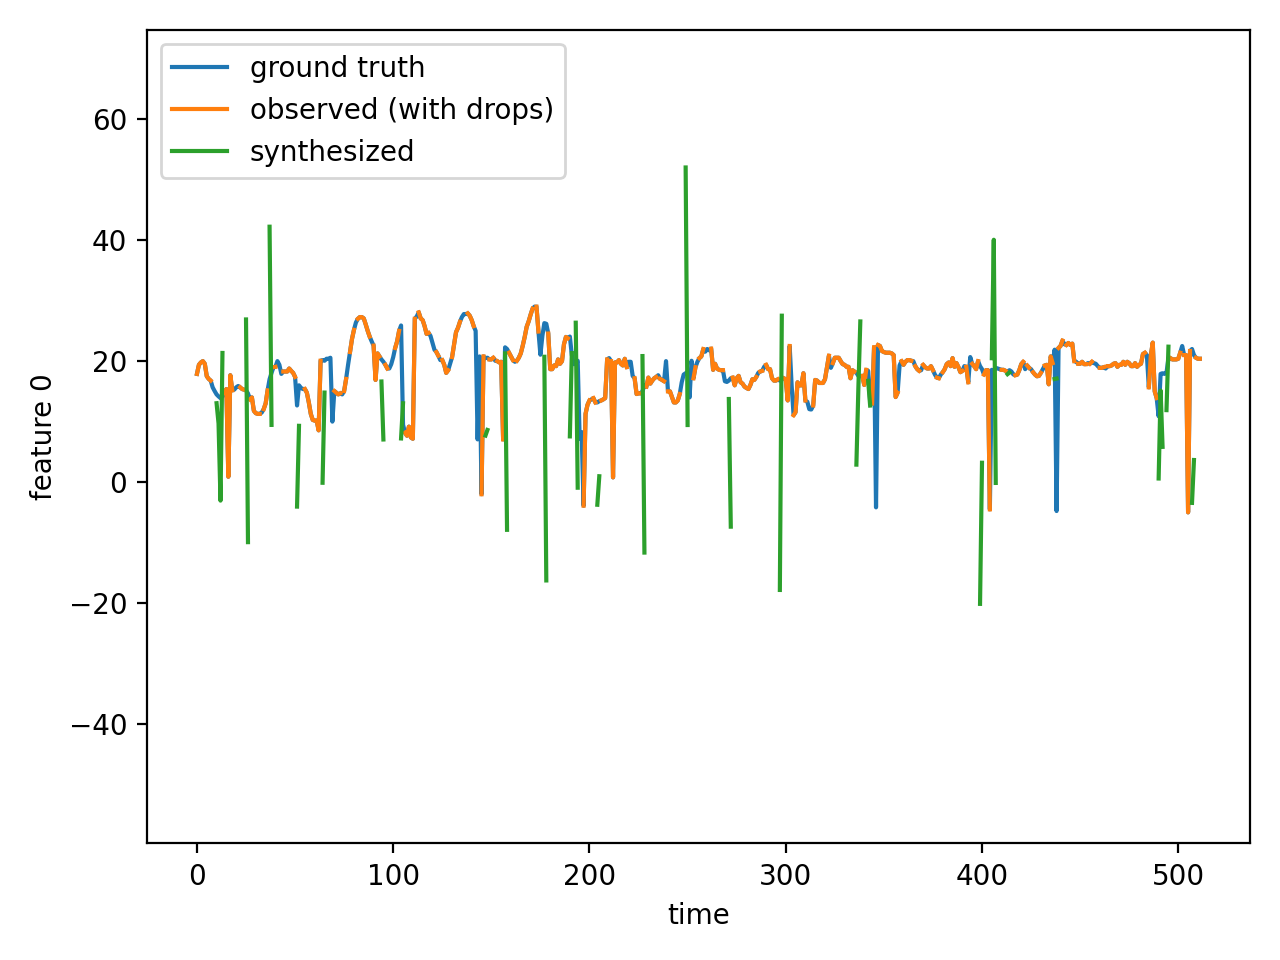 ground truth
observed (with drops)
synthesized
60
40
20
0
−20
−40
feature 0
0 100 200 300 400 500
time